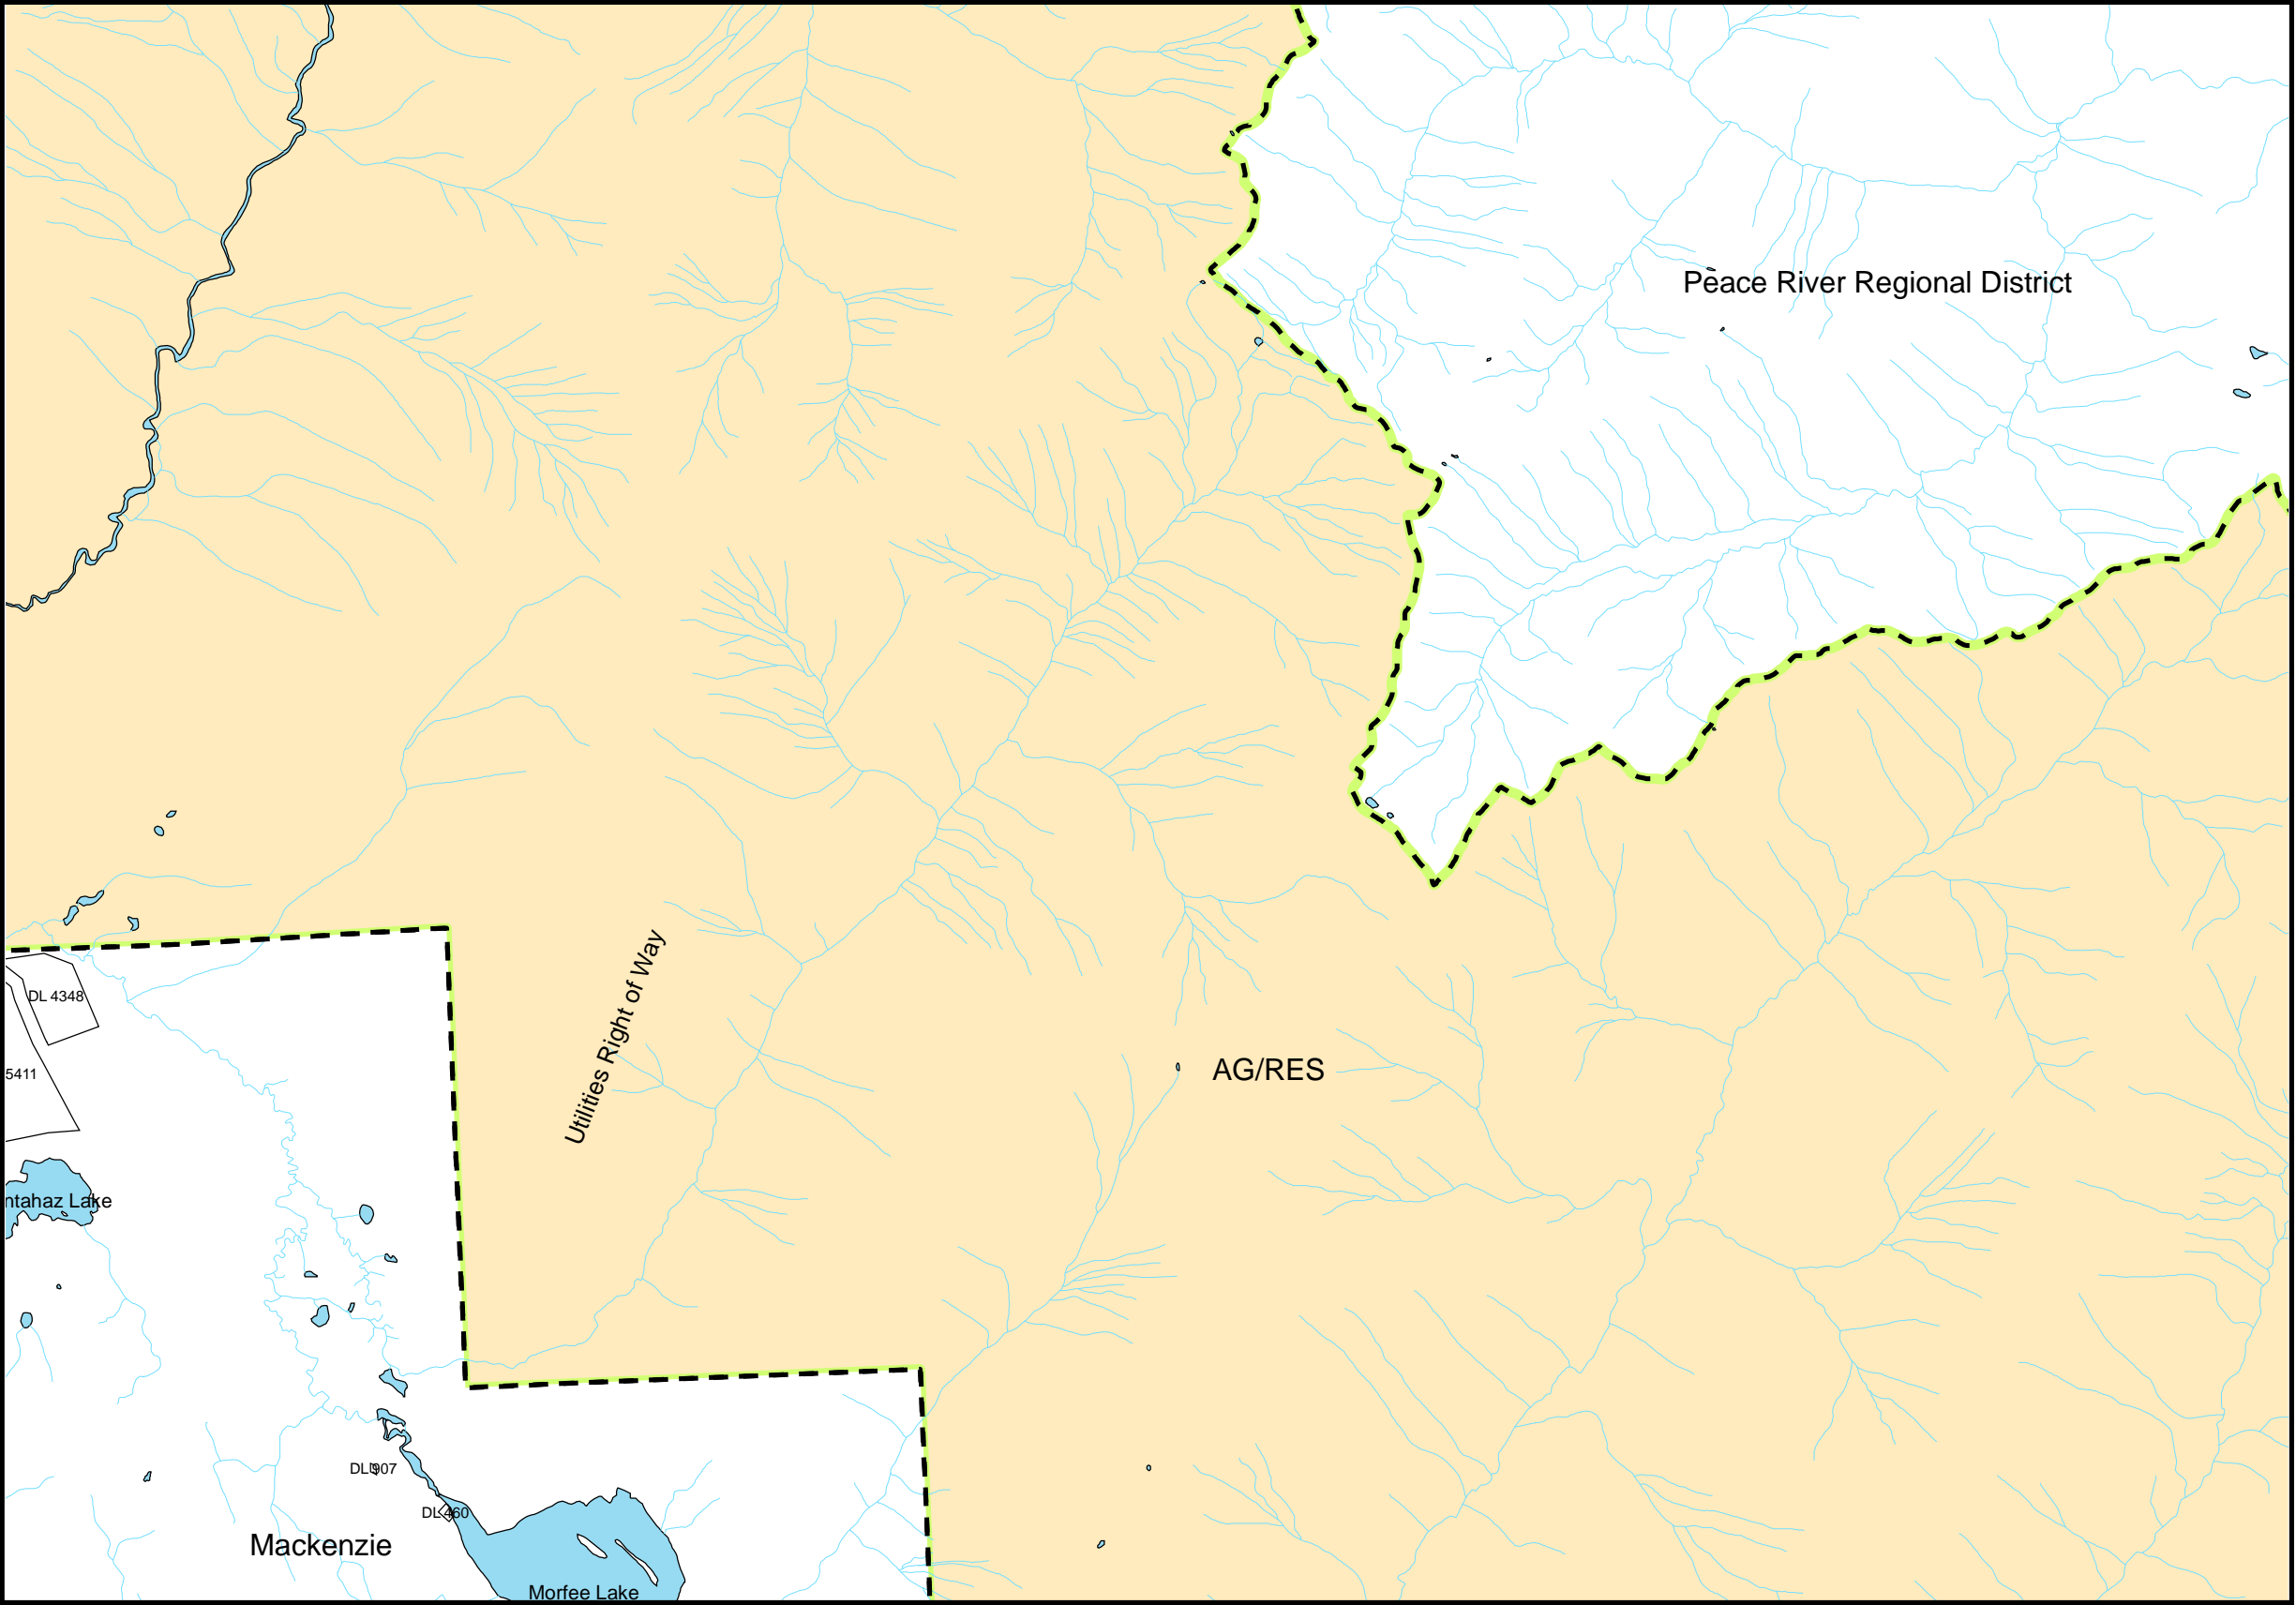 Peace River Regional District
Utilities Right of Way
DL 4348
5411
AG/RES
ntahaz Lake
DL 907
DL 460
Mackenzie
Morfee Lake